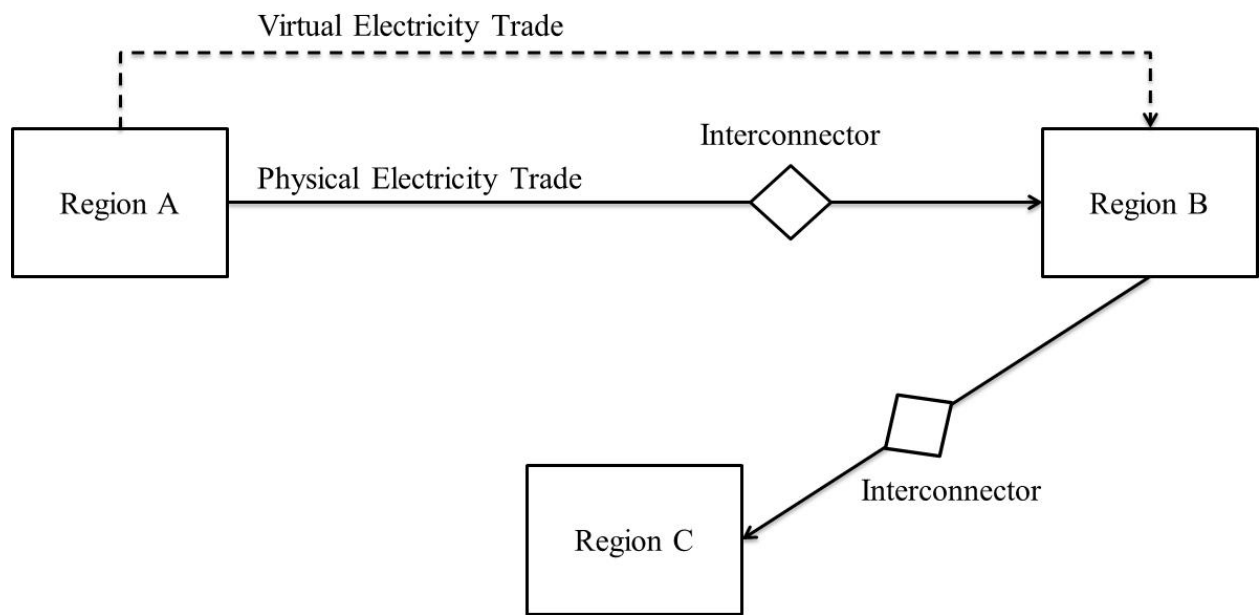 Virtual Electricity Trade
Interconnector
Physical Electricity Trade
Region A
Region B
Interconnector
Region C